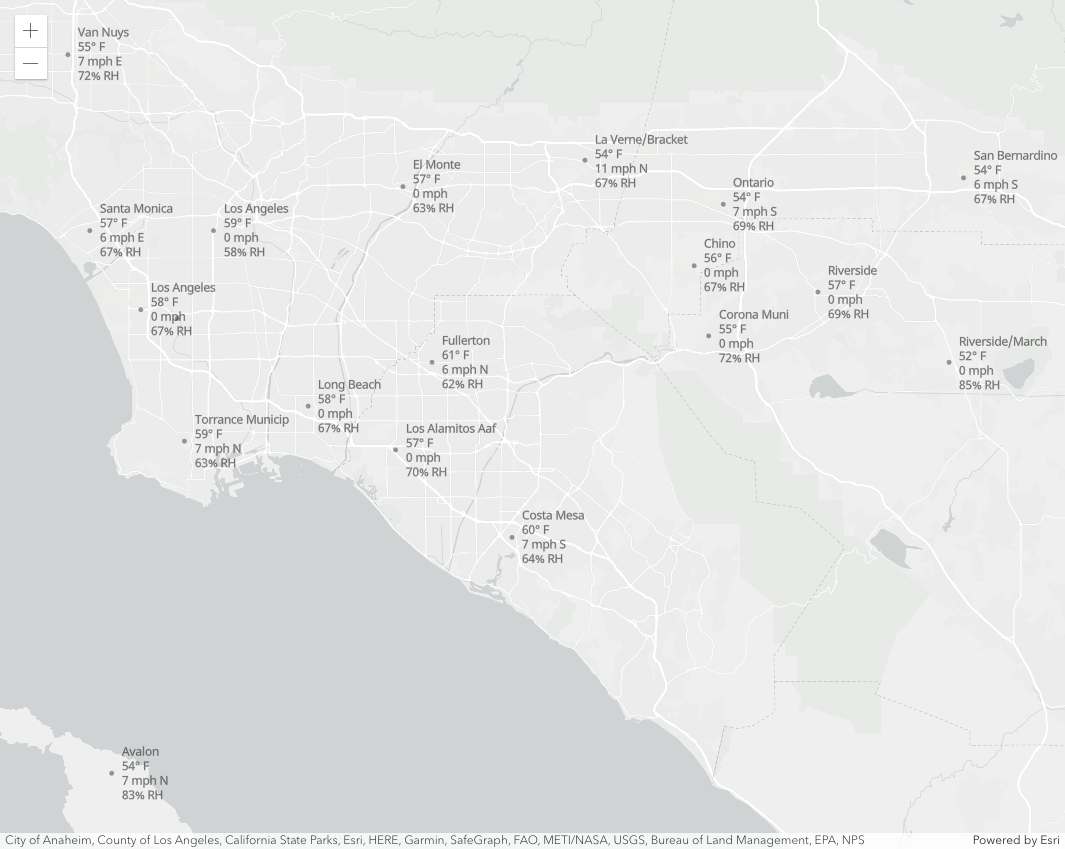 +
−
Van Nuys
55° F
7 mph E
72% RH
La Verne/Bracket
54° F
11 mph N
67% RH
San Bernardino
54° F
6 mph S
67% RH
El Monte
57° F
0 mph
63% RH
Ontario
54° F
7 mph S
69% RH
Santa Monica
57° F
6 mph E
67% RH
Los Angeles
59° F
0 mph
58% RH
Chino
56° F
0 mph
67% RH
Riverside
57° F
0 mph
69% RH
Los Angeles
58° F
0 mph
67% RH
Corona Muni
55° F
0 mph
72% RH
Fullerton
61° F
6 mph N
62% RH
Riverside/March
52° F
0 mph
85% RH
Long Beach
58° F
0 mph
67% RH
Torrance Municip
59° F
7 mph N
63% RH
Los Alamitos Aaf
57° F
0 mph
70% RH
Costa Mesa
60° F
7 mph S
64% RH
Avalon
54° F
7 mph N
83% RH
City of Anaheim, County of Los Angeles, California State Parks, Esri, HERE, Garmin, SafeGraph, FAO, METI/NASA, USGS, Bureau of Land Management, EPA, NPS
Powered by Esri